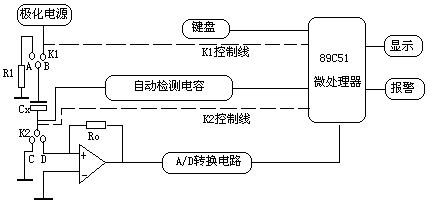 极化电源
键盘
K1
K1控制线
89C51
微处理器
显示
A
B
R1
自动检测电容
报警
Cx
K2
K2控制线
C
D
Ro
+
−
A/D转换电路